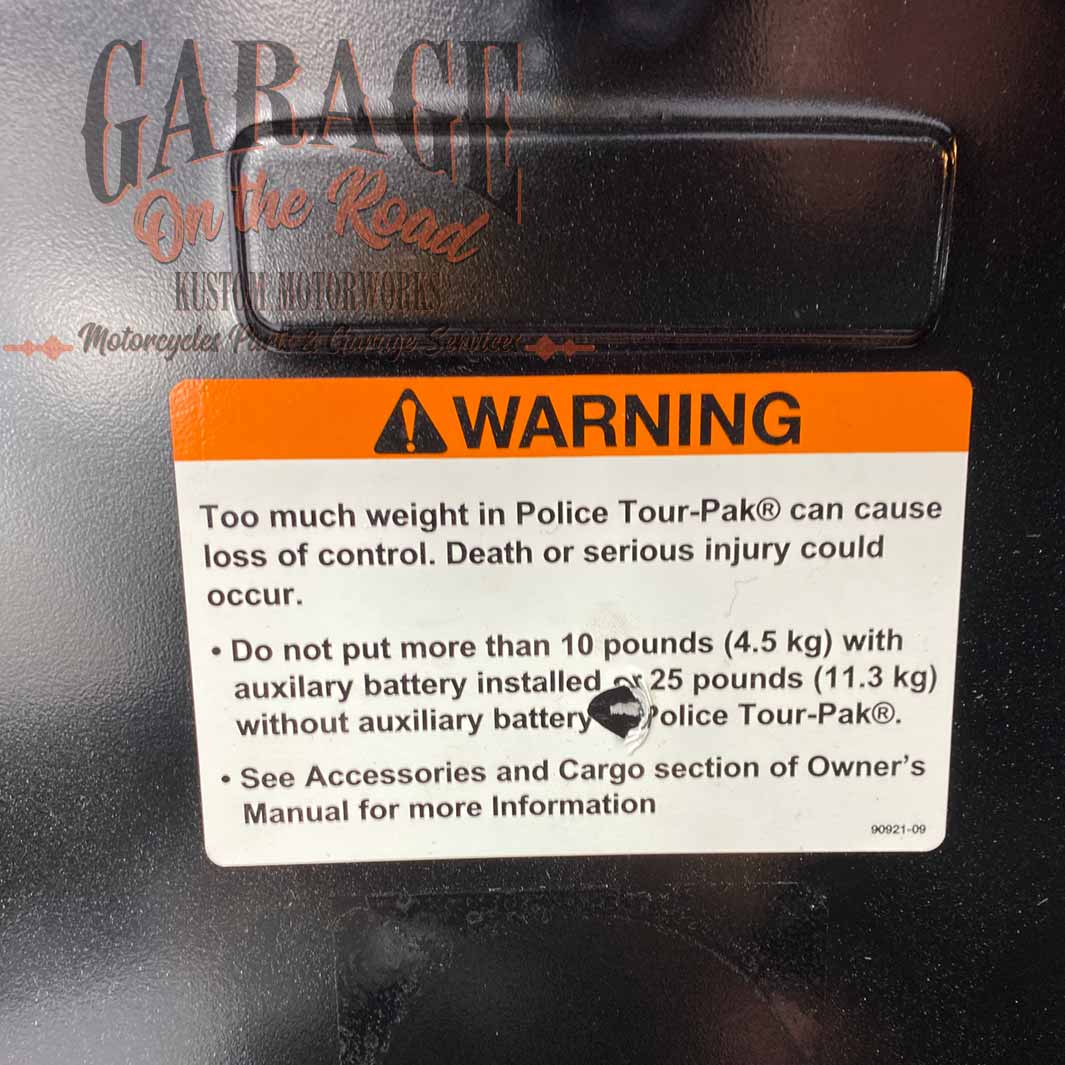 GARAGE
On the Road
KUSTOM MOTORWORKS
Motorcycles Parts & Garage Services
WARNING
Too much weight in Police Tour-Pak® can cause
loss of control. Death or serious injury could
occur.
• Do not put more than 10 pounds (4.5 kg) with
auxilary battery installed or 25 pounds (11.3 kg)
without auxiliary battery Police Tour-Pak®.
• See Accessories and Cargo section of Owner's
Manual for more Information
90921-09